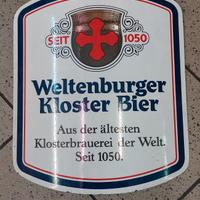 SEIT 1050
Weltenburger
Kloster Bier
Aus der ältesten
Klosterbrauerei der Welt.
Seit 1050.